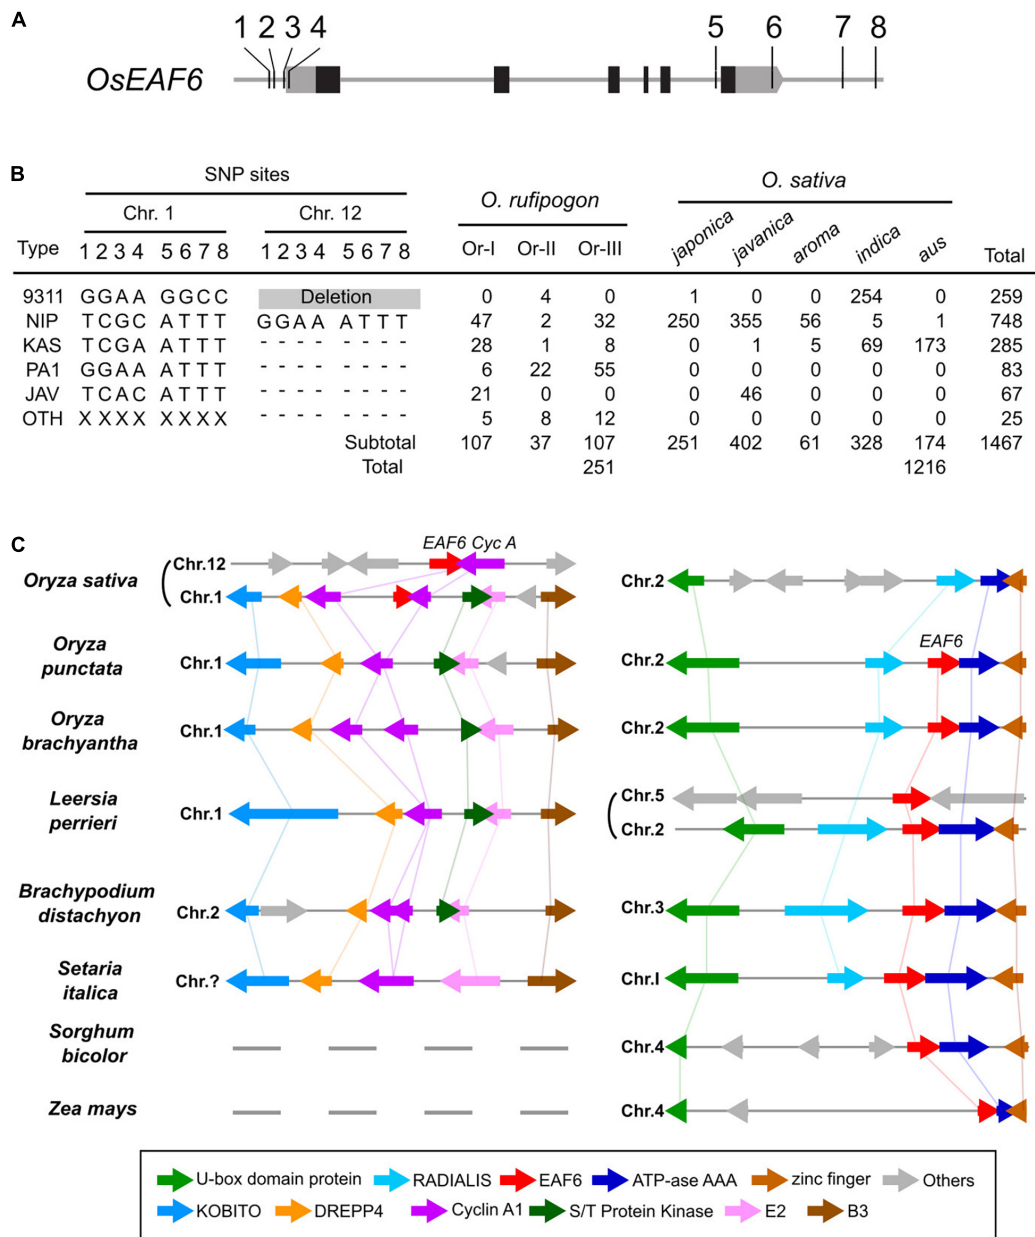 A
1 2 3 4 5 6 7 8
OsEAF6
B
SNP sites
O. rufipogon
O. sativa
Chr. 1 Chr. 12
Type 1 2 3 4 5 6 7 8 1 2 3 4 5 6 7 8 Or-I Or-II Or-III japonica javanica aroma indica aus Total
9311 G G A A G G C C Deletion 0 4 0 1 0 0 254 0 259
NIP T C G C A T T T G G A A A T T T 47 2 32 250 355 56 5 1 748
KAS T C G A A T T T - - - - - - - - 28 1 8 0 1 5 69 173 285
PA1 G G A A A T T T - - - - - - - - 6 22 55 0 0 0 0 0 83
JAV T C A C A T T T - - - - - - - - 21 0 0 0 46 0 0 0 67
OTH X X X X X X X X - - - - - - - - 5 8 12 0 0 0 0 0 25
Subtotal 107 37 107 251 402 61 328 174 1467
Total 251 1216
C
EAF6 Cyc A
Oryza sativa
Chr.12
Chr.1
Chr.2
Oryza
punctata
Chr.1
EAF6
Chr.2
Oryza
brachyantha
Chr.1
Chr.2
Leersia
perrieri
Chr.1
Chr.5
Chr.2
Brachypodium
distachyon
Chr.2
Chr.3
Setaria
italica
Chr.?
Chr.I
Sorghum
bicolor
Chr.4
Zea mays
Chr.4
U-box domain protein RADIALIS EAF6 ATP-ase AAA zinc finger Others
KOBITO DREPP4 Cyclin A1 S/T Protein Kinase E2 B3